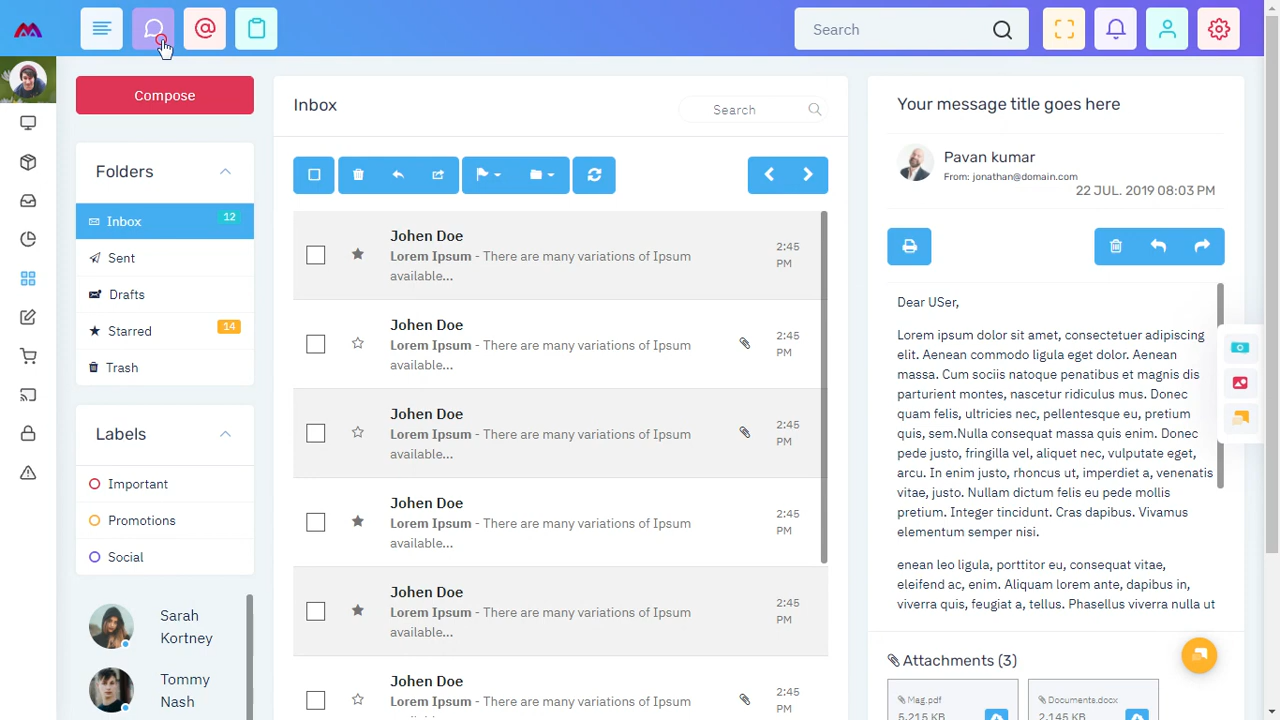 Search
Compose
Folders
Inbox 12
Sent
Drafts
Starred 14
Trash
Labels
Important
Promotions
Social
Sarah
Kortney
Tommy
Nash
Inbox
Search
Johen Doe
Lorem Ipsum - There are many variations of Ipsum
available...
2:45
PM
Johen Doe
Lorem Ipsum - There are many variations of Ipsum
available...
2:45
PM
Johen Doe
Lorem Ipsum - There are many variations of Ipsum
available...
2:45
PM
Johen Doe
Lorem Ipsum - There are many variations of Ipsum
available...
2:45
PM
Johen Doe
Lorem Ipsum - There are many variations of Ipsum
available...
2:45
PM
Johen Doe
Lorem Ipsum - There are many variations of Ipsum
available...
2:45
PM
Your message title goes here
Pavan kumar
From: jonathan@domain.com
22 JUL. 2019 08:03 PM
Dear USer,
Lorem ipsum dolor sit amet, consectetuer adipiscing
elit. Aenean commodo ligula eget dolor. Aenean
massa. Cum sociis natoque penatibus et magnis dis
parturient montes, nascetur ridiculus mus. Donec
quam felis, ultricies nec, pellentesque eu, pretium
quis, sem.Nulla consequat massa quis enim. Donec
pede justo, fringilla vel, aliquet nec, vulputate eget,
arcu. In enim justo, rhoncus ut, imperdiet a, venenatis
vitae, justo. Nullam dictum felis eu pede mollis
pretium. Integer tincidunt. Cras dapibus. Vivamus
elementum semper nisi.
enean leo ligula, porttitor eu, consequat vitae,
eleifend ac, enim. Aliquam lorem ante, dapibus in,
viverra quis, feugiat a, tellus. Phasellus viverra nulla ut
Attachments (3)
Mag.pdf
5,215 KB
Documents.docx
2,145 KB